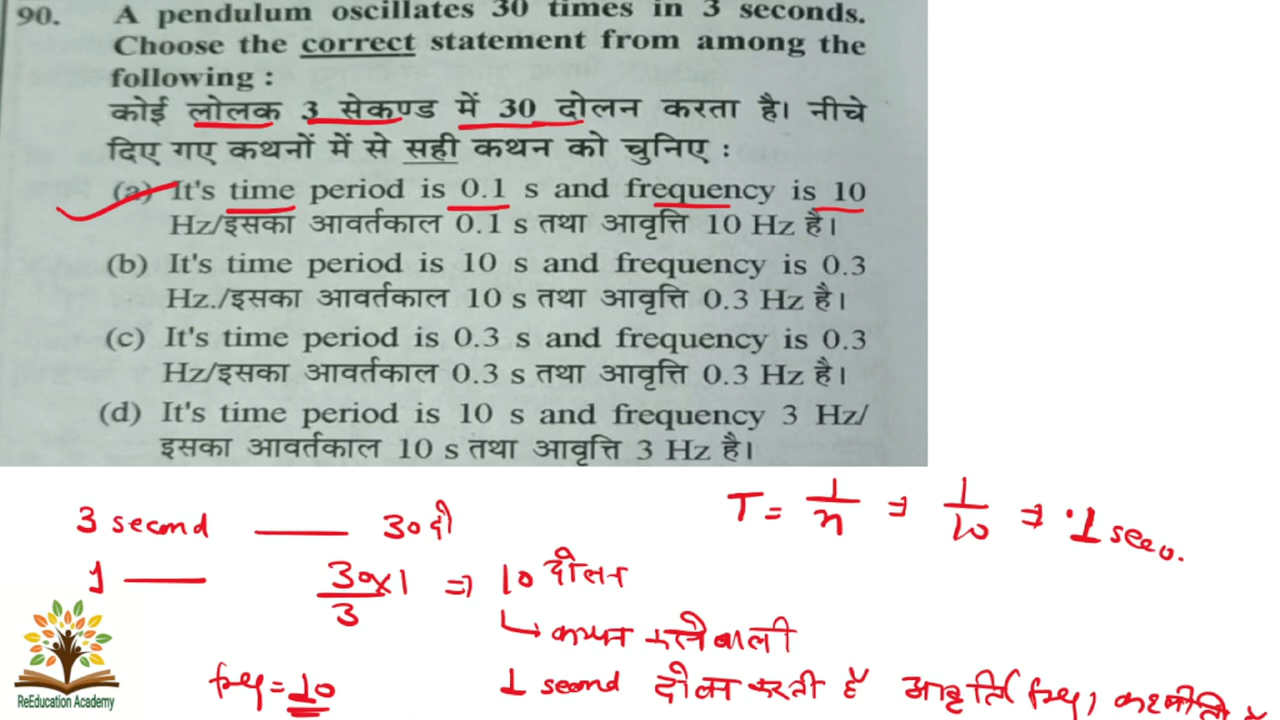 90. A pendulum oscillates 30 times in 3 seconds.
Choose the correct statement from among the
following :
कोई लोलक 3 सेकण्ड में 30 दोलन करता है। नीचे
दिए गए कथनों में से सही कथन को चुनिए :
(a) It's time period is 0.1 s and frequency is 10
Hz/इसका आवर्तकाल 0.1 s तथा आवृत्ति 10 Hz है।
(b) It's time period is 10 s and frequency is 0.3
Hz./इसका आवर्तकाल 10 s तथा आवृत्ति 0.3 Hz है।
(c) It's time period is 0.3 s and frequency is 0.3
Hz/इसका आवर्तकाल 0.3 s तथा आवृत्ति 0.3 Hz है।
(d) It's time period is 10 s and frequency 3 Hz/
इसका आवर्तकाल 10 s तथा आवृत्ति 3 Hz है।
T = 1/n ⇒ 1/10 ⇒ .1 seco.
3 second — 30 दो
1 — 30x1/3 ⇒ 10 दोलन
कम्पन करने वाली
freq = 10
1 second दोलन करती हैं आवृति (freq)
ReEducation Academy